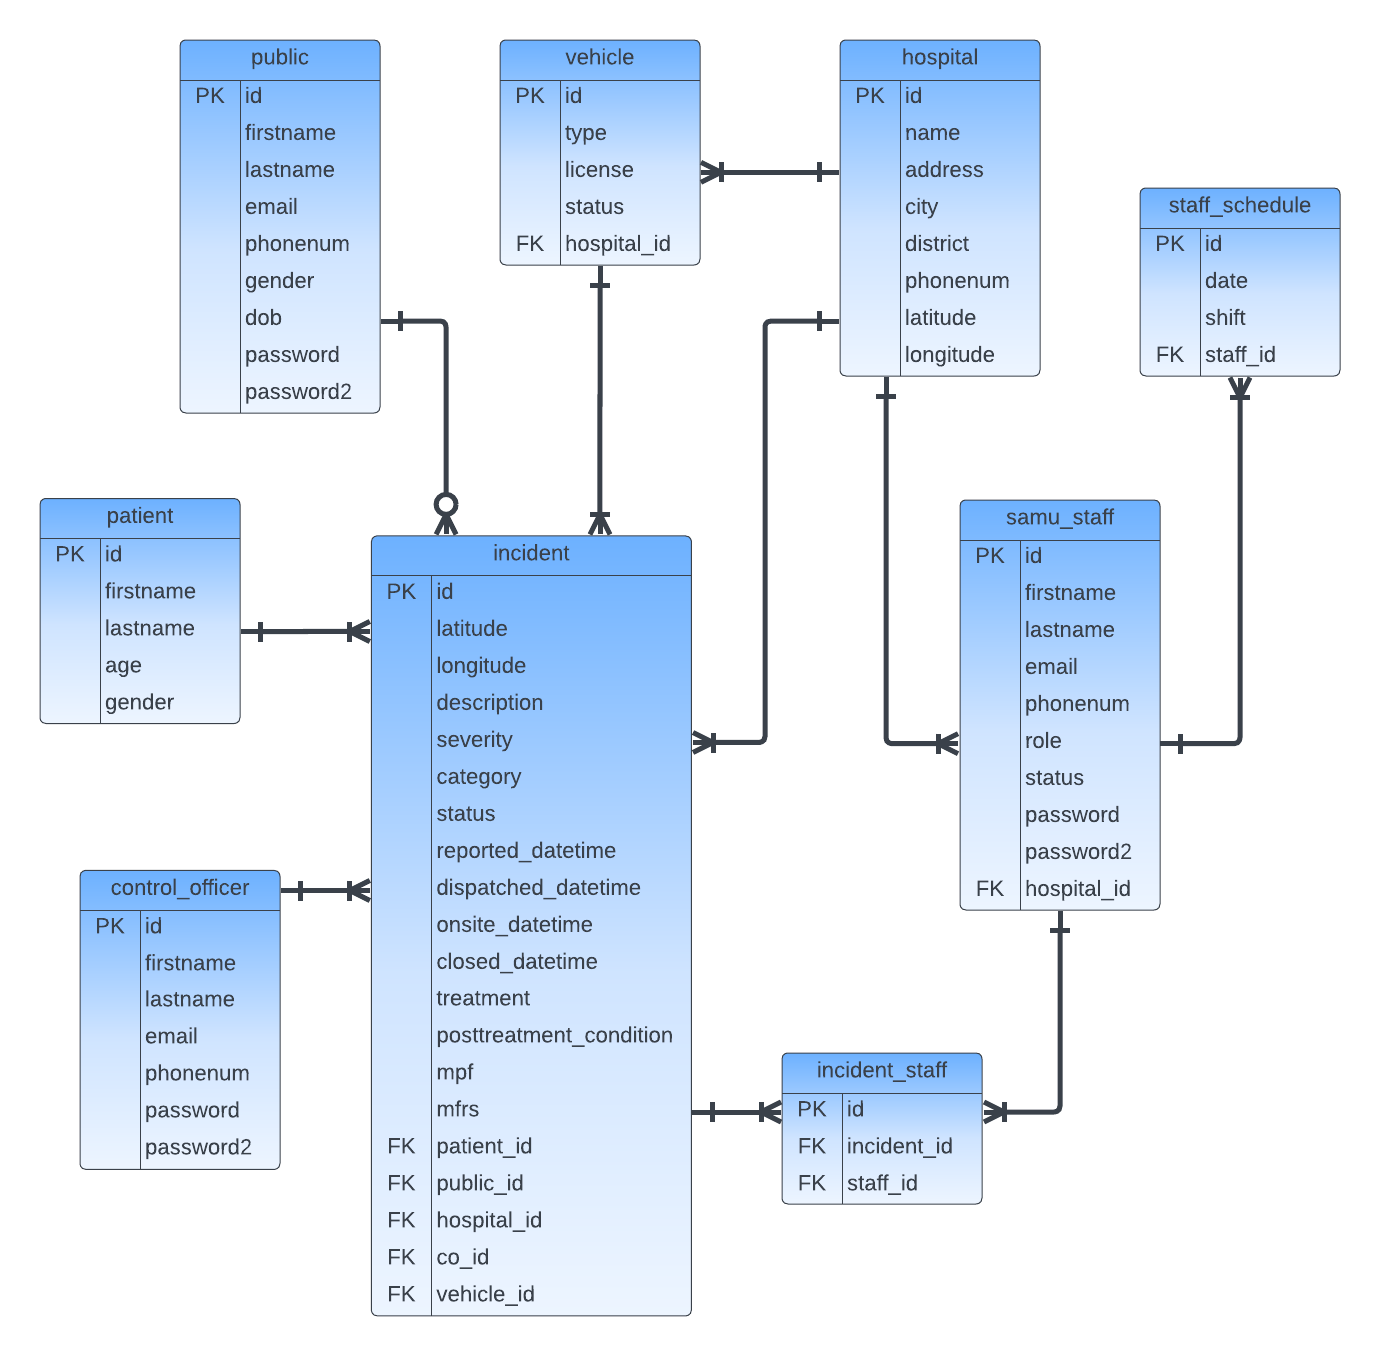 public
PK id
firstname
lastname
email
phonenum
gender
dob
password
password2
vehicle
PK id
type
license
status
FK hospital_id
hospital
PK id
name
address
city
district
phonenum
latitude
longitude
staff_schedule
PK id
date
shift
FK staff_id
patient
PK id
firstname
lastname
age
gender
incident
PK id
latitude
longitude
description
severity
category
status
reported_datetime
dispatched_datetime
onsite_datetime
closed_datetime
treatment
posttreatment_condition
mpf
mfrs
FK patient_id
FK public_id
FK hospital_id
FK co_id
FK vehicle_id
samu_staff
PK id
firstname
lastname
email
phonenum
role
status
password
password2
FK hospital_id
control_officer
PK id
firstname
lastname
email
phonenum
password
password2
incident_staff
PK id
FK incident_id
FK staff_id